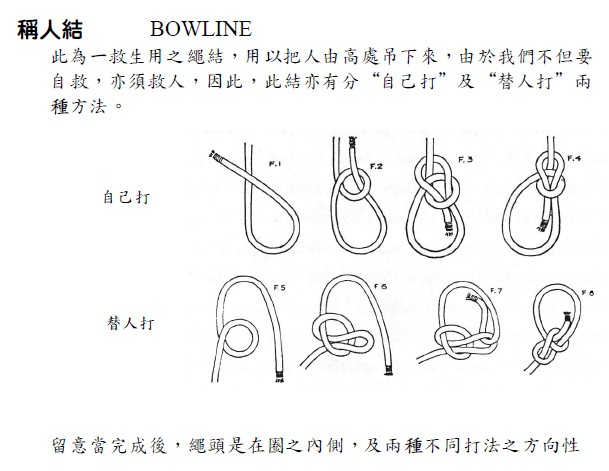 稱人結 BOWLINE
此為一救生用之繩結，用以把人由高處吊下來，由於我們不但要
自救，亦須救人，因此，此結亦有分“自己打”及“替人打”兩
種方法。
F.1 F.2 F.3 F.4
自己打
F5 F.6 F.7 F8
替人打
留意當完成後，繩頭是在圈之內側，及兩種不同打法之方向性